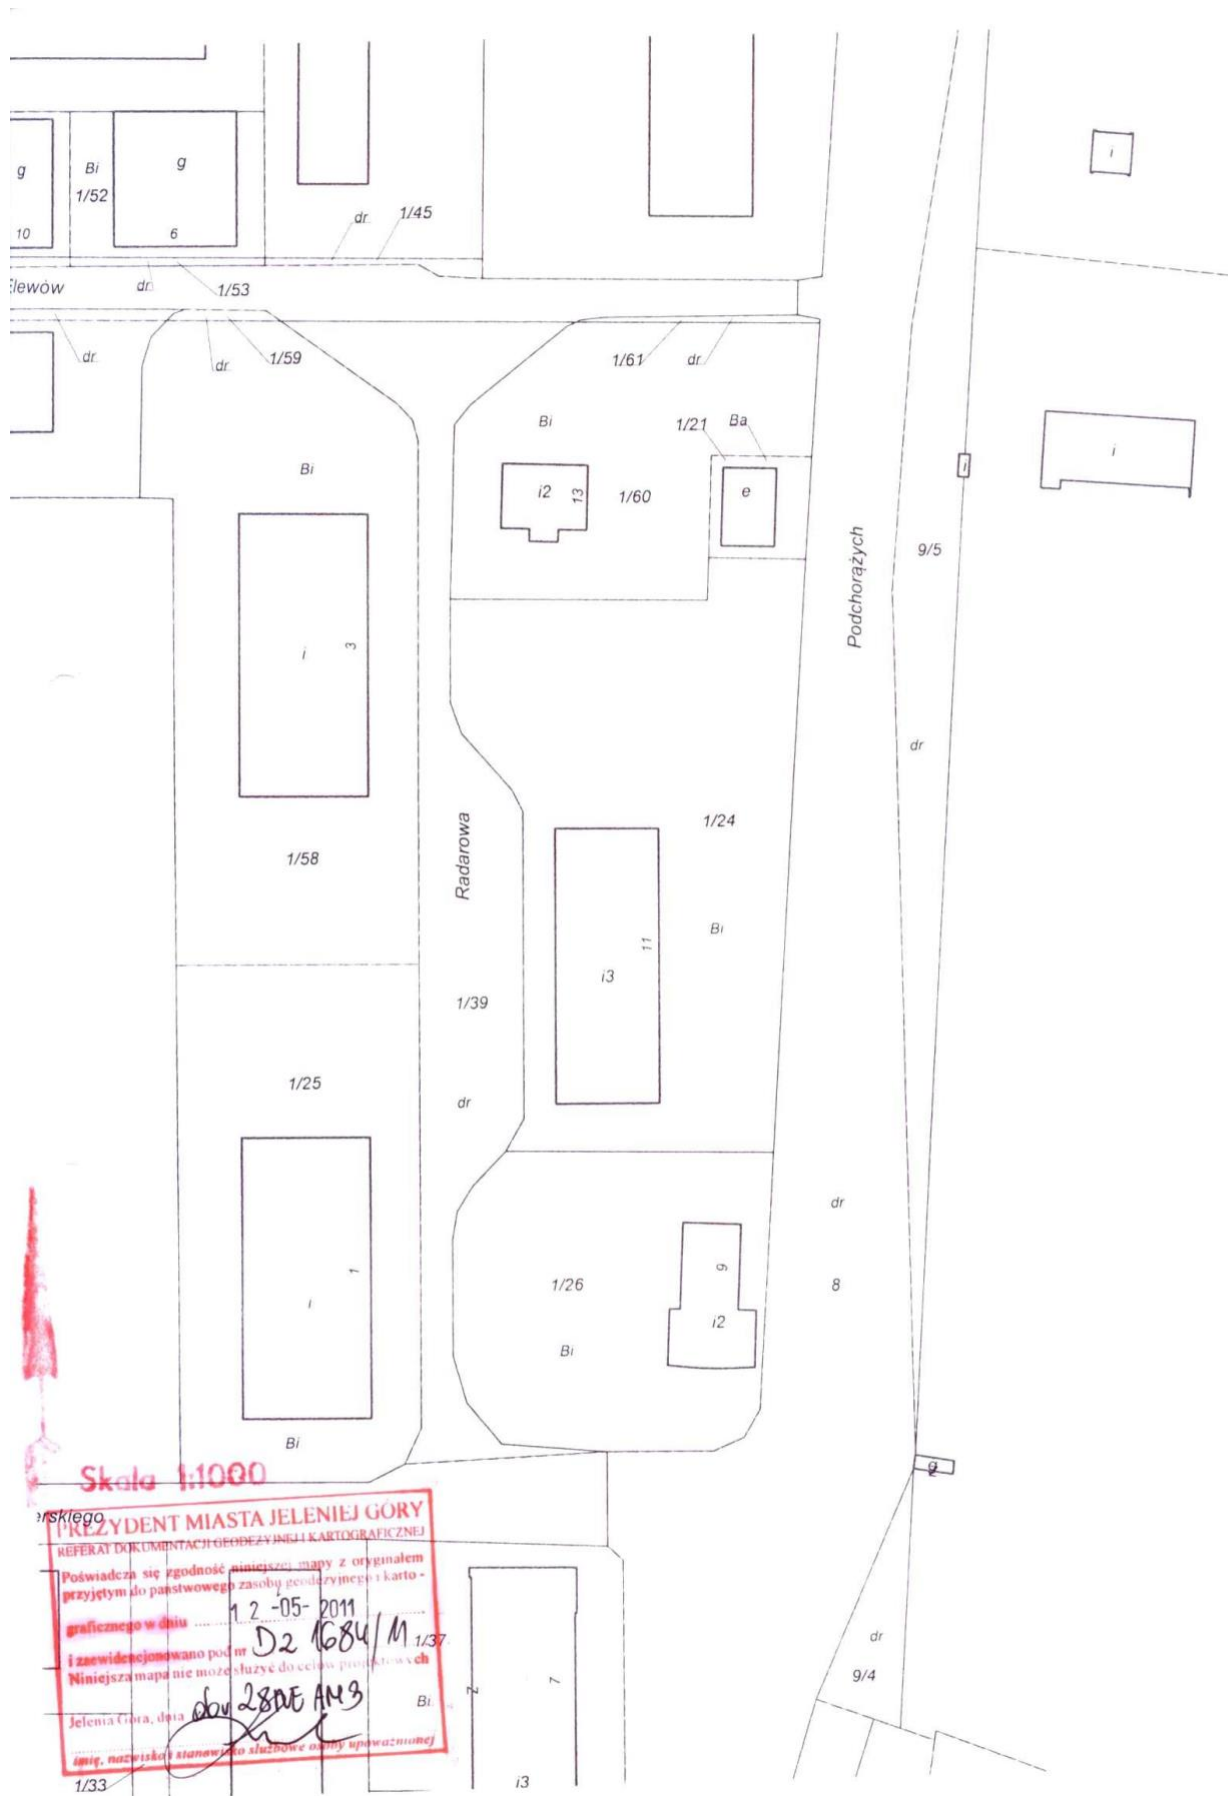 i
g
Bi
g
1/52
10
6
dr.
1/45
dr.
1/53
dr.
dr.
1/59
1/61
dr.
Bi
1/21
Ba
Bi
i
i
i2
13
1/60
e
9/5
Podchorążych
i
3
dr
1/24
1/58
Radarowa
Bi
11
i3
1/39
1/25
dr
dr
1/26
9
8
1
i
i2
Bi
Bi
Skala 1:1000
PREZYDENT MIASTA JELENIEJ GÓRY
REFERAT DOKUMENTACJI GEODEZYJNEJ I KARTOGRAFICZNEJ
Poświadcza się zgodność niniejszej mapy z oryginałem
przyjętym do państwowego zasobu geodezyjnego i karto -
graficznego w dniu 12 -05- 2011
i zaewidencjonowano pod nr D2 1684/11
1/37
Niniejsza mapa nie może służyć do celów projektowych
Jelenia Góra, dnia
obr 28NE AM3
Bi
7
imię, nazwisko i stanowisko służbowe osoby upoważnionej
dr
9/4
1/33
i3